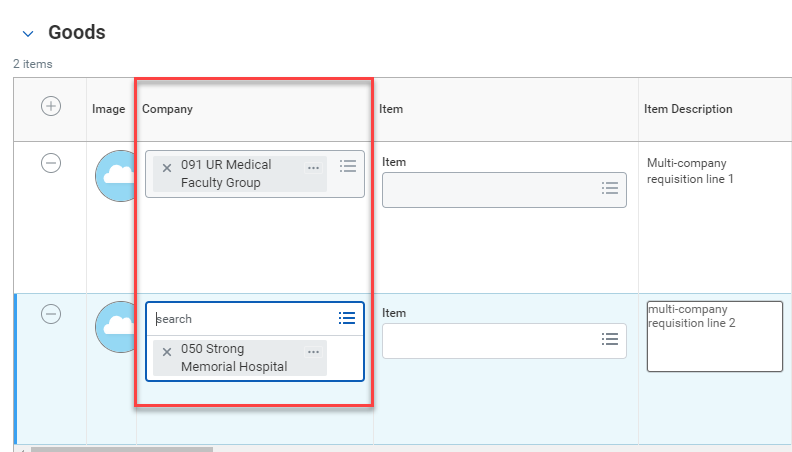 Goods
2 items
Image
Company
Item
Item Description
091 UR Medical
Faculty Group
Item
Multi-company
requisition line 1
search
050 Strong
Memorial Hospital
Item
multi-company
requisition line 2